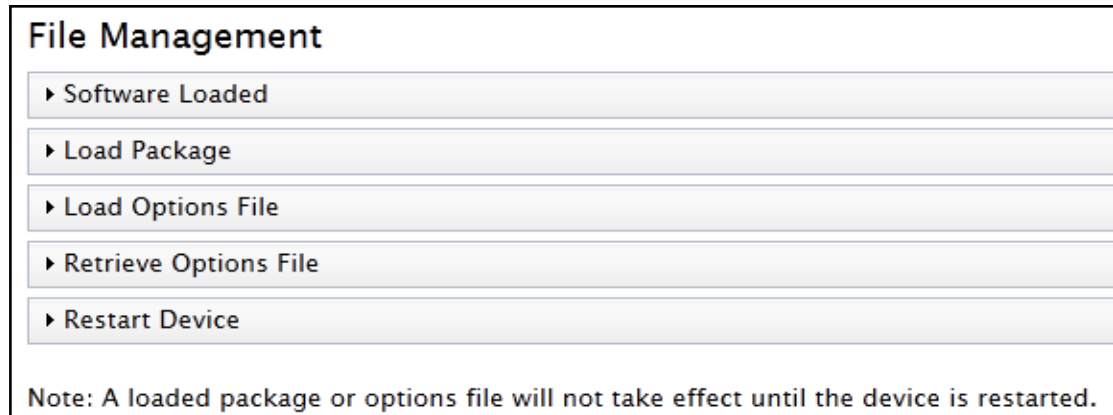 File Management
Software Loaded
Load Package
Load Options File
Retrieve Options File
Restart Device
Note: A loaded package or options file will not take effect until the device is restarted.